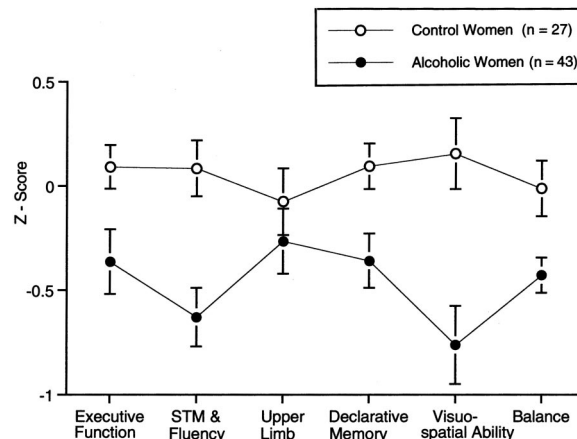 Control Women (n = 27)
Alcoholic Women (n = 43)
0.5
0
-0.5
-1
Z - Score
Executive
Function
STM &
Fluency
Upper
Limb
Declarative
Memory
Visuo-
spatial Ability
Balance